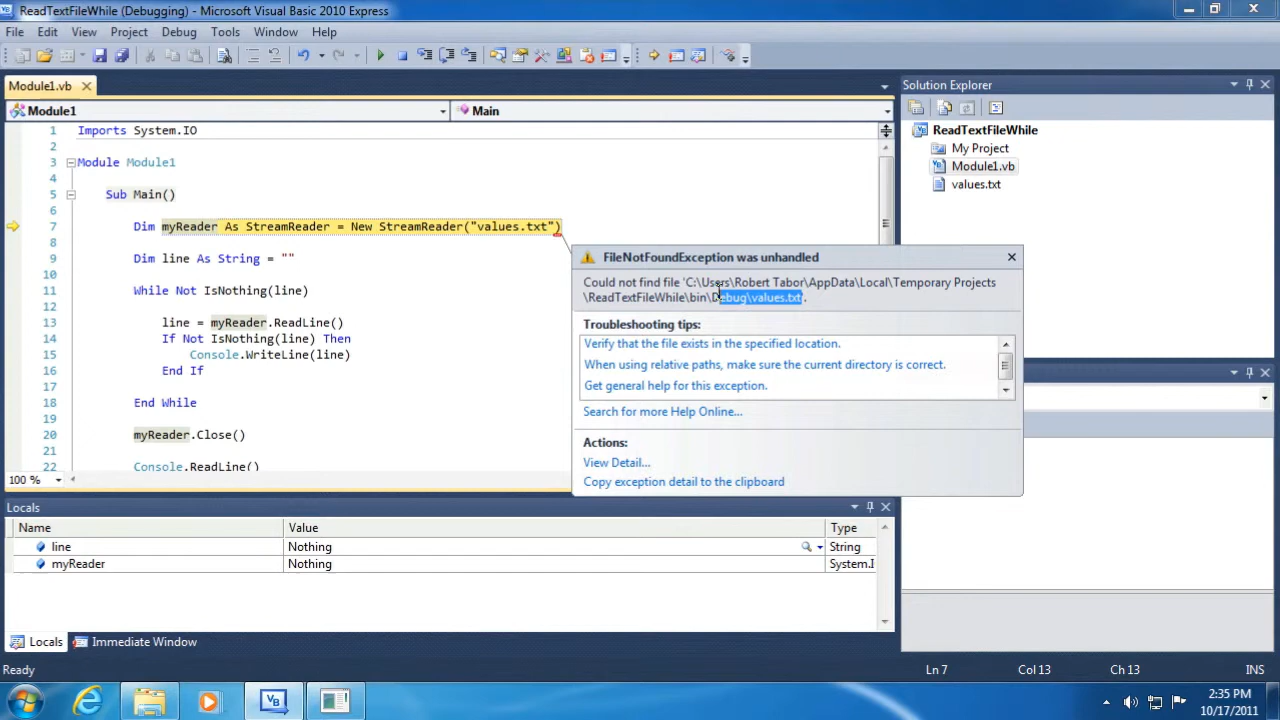 ReadTextFileWhile (Debugging) - Microsoft Visual Basic 2010 Express
File Edit View Project Debug Tools Window Help
Module1.vb
Module1 Main
1 Imports System.IO
2
3 Module Module1
4
5 Sub Main()
6
7 Dim myReader As StreamReader = New StreamReader("values.txt")
8
9 Dim line As String = ""
10
11 While Not IsNothing(line)
12
13 line = myReader.ReadLine()
14 If Not IsNothing(line) Then
15 Console.WriteLine(line)
16 End If
17
18 End While
19
20 myReader.Close()
21
22 Console.ReadLine()
100 %
Solution Explorer
ReadTextFileWhile
My Project
Module1.vb
values.txt
FileNotFoundException was unhandled
Could not find file 'C:\Users\Robert Tabor\AppData\Local\Temporary Projects
\ReadTextFileWhile\bin\Debug\values.txt'.
Troubleshooting tips:
Verify that the file exists in the specified location.
When using relative paths, make sure the current directory is correct.
Get general help for this exception.
Search for more Help Online...
Actions:
View Detail...
Copy exception detail to the clipboard
Locals
Name Value Type
line Nothing String
myReader Nothing System.I
Locals Immediate Window
Ready Ln 7 Col 13 Ch 13 INS
VB
2:35 PM
10/17/2011